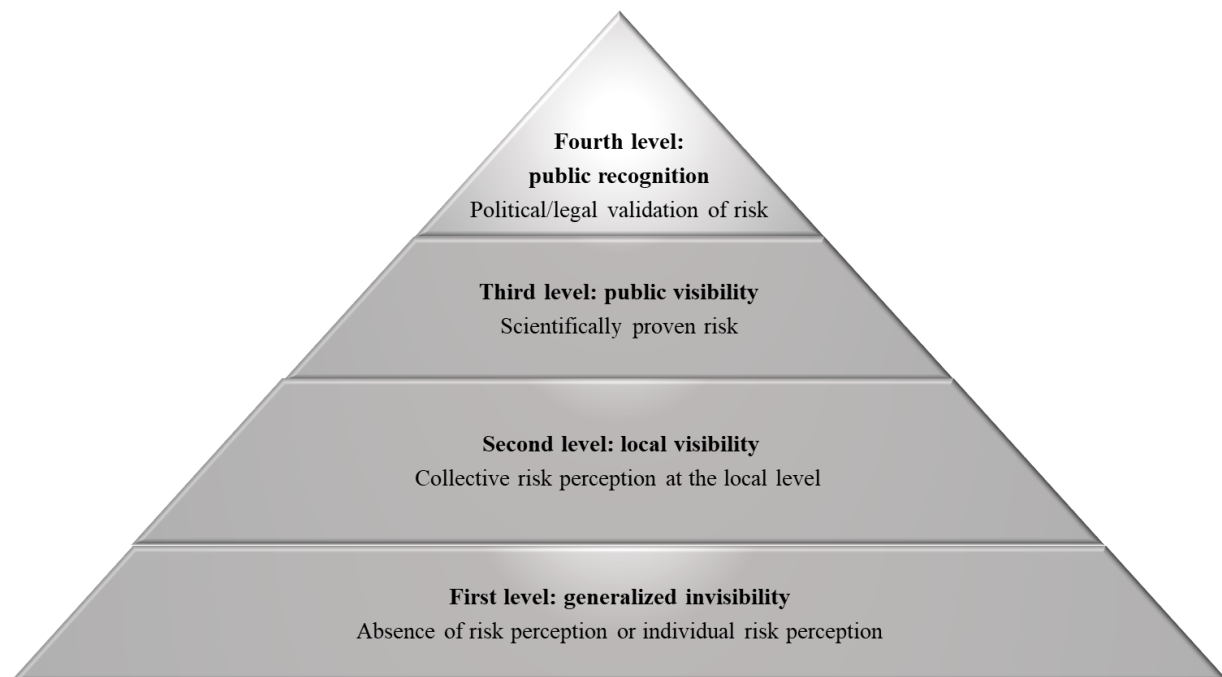 Fourth level:
public recognition
Political/legal validation of risk
Third level: public visibility
Scientifically proven risk
Second level: local visibility
Collective risk perception at the local level
First level: generalized invisibility
Absence of risk perception or individual risk perception